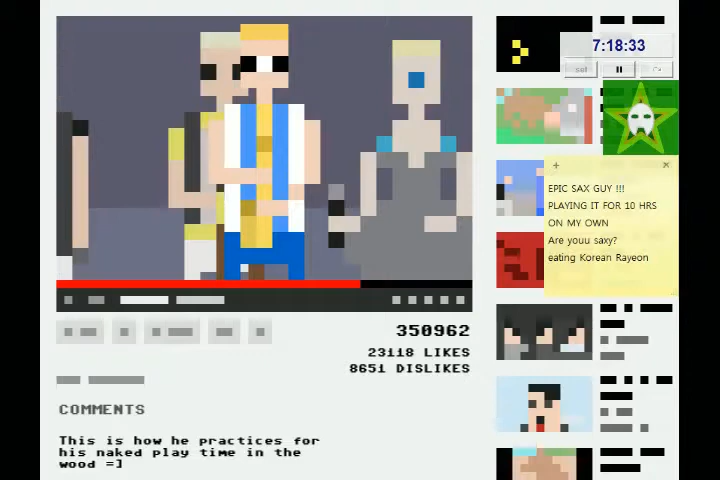 7:18:33
set
EPIC SAX GUY !!!
PLAYING IT FOR 10 HRS
ON MY OWN
Are youu saxy?
eating Korean Rayeon
350962
23118 LIKES
8651 DISLIKES
COMMENTS
This is how he practices for
his naked play time in the
wood =]